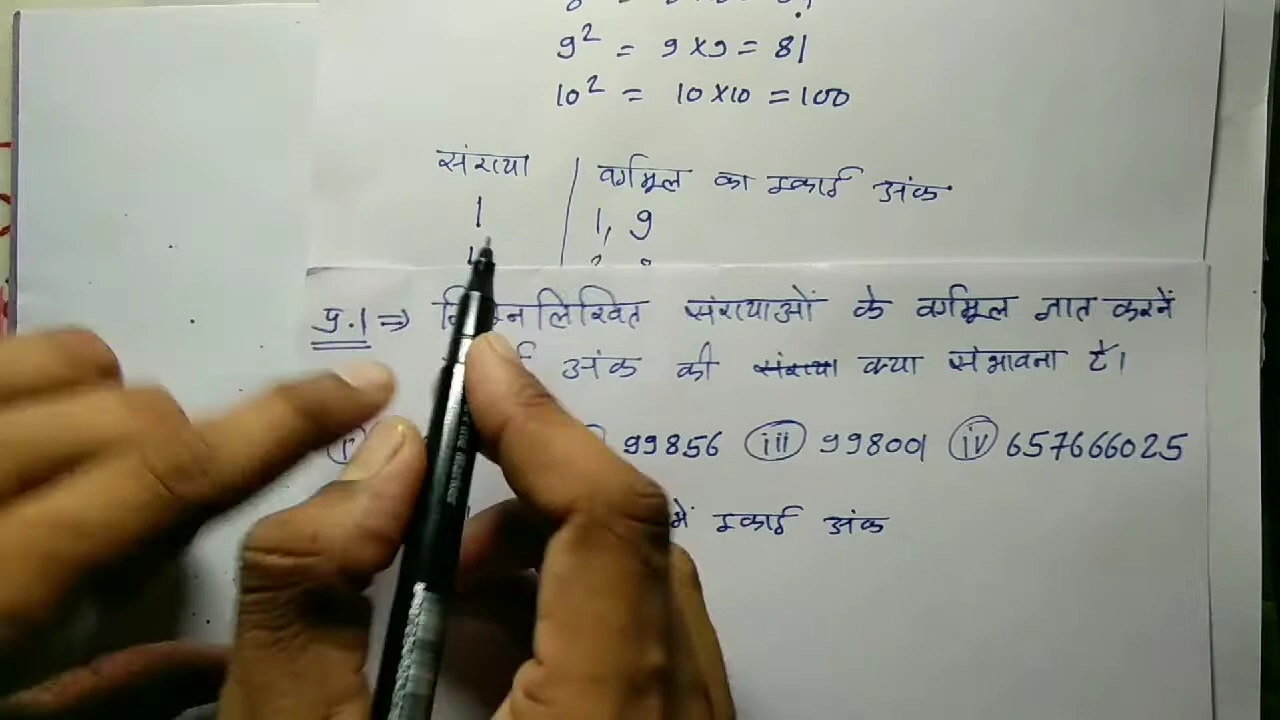 9² = 9×9 = 81
10² = 10×10 = 100
संख्या | वर्गमूल का इकाई अंक
1 | 1, 9
प्र.1 ⇒ निम्नलिखित संख्याओं के वर्गमूल ज्ञात करनें
अंक की क्या संभावना है।
99856 (iii) 998001 (iv) 657666025
में इकाई अंक